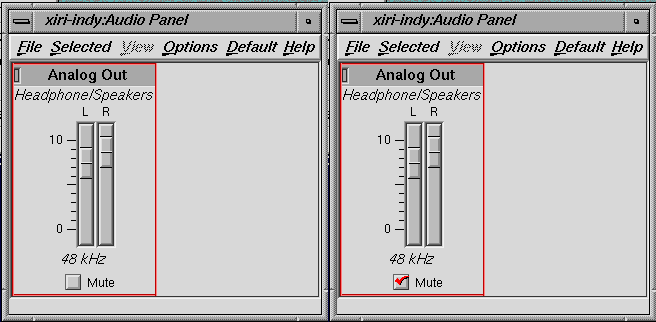 xiri-indy:Audio Panel
File Selected View Options Default Help
Analog Out
Headphone/Speakers
L R
10
0
48 kHz
Mute
xiri-indy:Audio Panel
File Selected View Options Default Help
Analog Out
Headphone/Speakers
L R
10
0
48 kHz
Mute